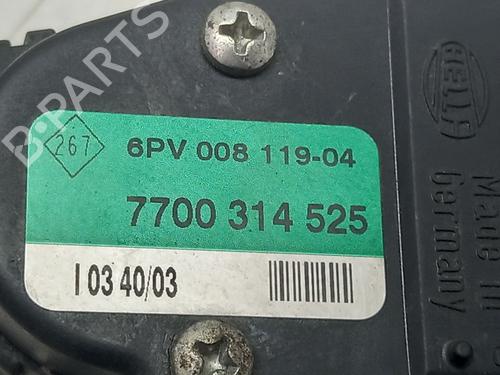 267
6PV 008 119-04
7700 314 525
I 03 40/03
HELLA
Made in
Germany
B-PARTS